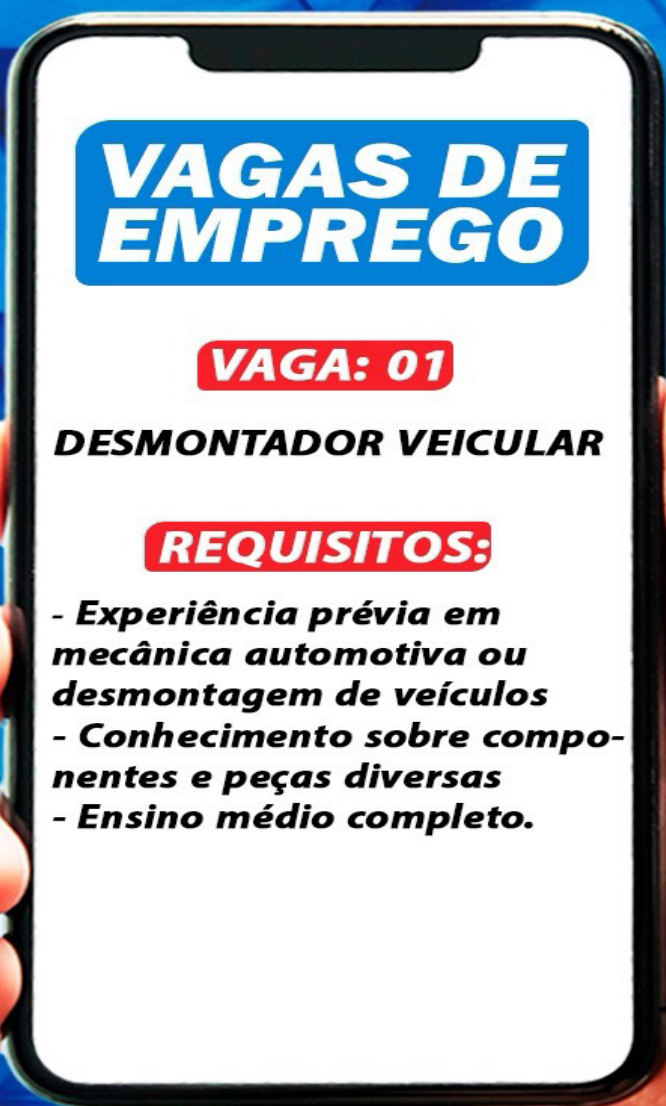 VAGAS DE
EMPREGO
VAGA: 01
DESMONTADOR VEICULAR
REQUISITOS:
- Experiência prévia em
mecânica automotiva ou
desmontagem de veículos
- Conhecimento sobre compo-
nentes e peças diversas
- Ensino médio completo.